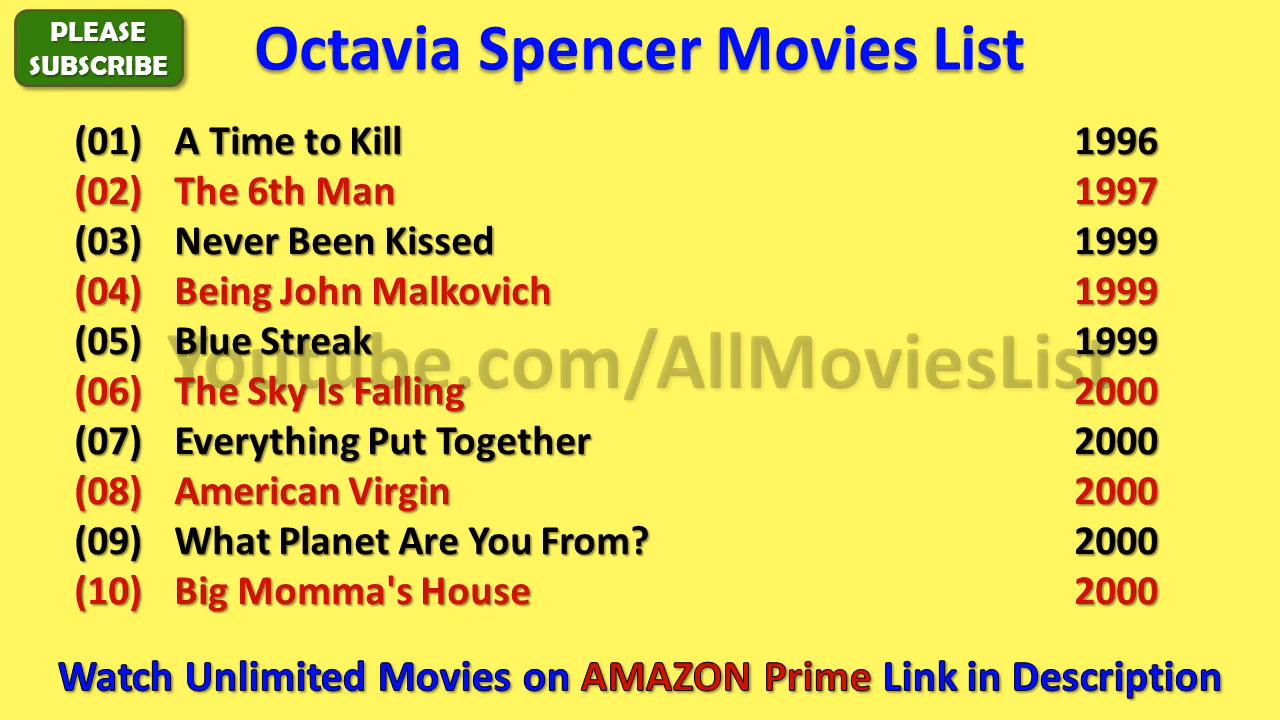 PLEASE
SUBSCRIBE
Octavia Spencer Movies List
(01) A Time to Kill 1996
(02) The 6th Man 1997
(03) Never Been Kissed 1999
(04) Being John Malkovich 1999
(05) Blue Streak 1999
Youtube.com/AllMoviesList
(06) The Sky Is Falling 2000
(07) Everything Put Together 2000
(08) American Virgin 2000
(09) What Planet Are You From? 2000
(10) Big Momma's House 2000
Watch Unlimited Movies on AMAZON Prime Link in Description